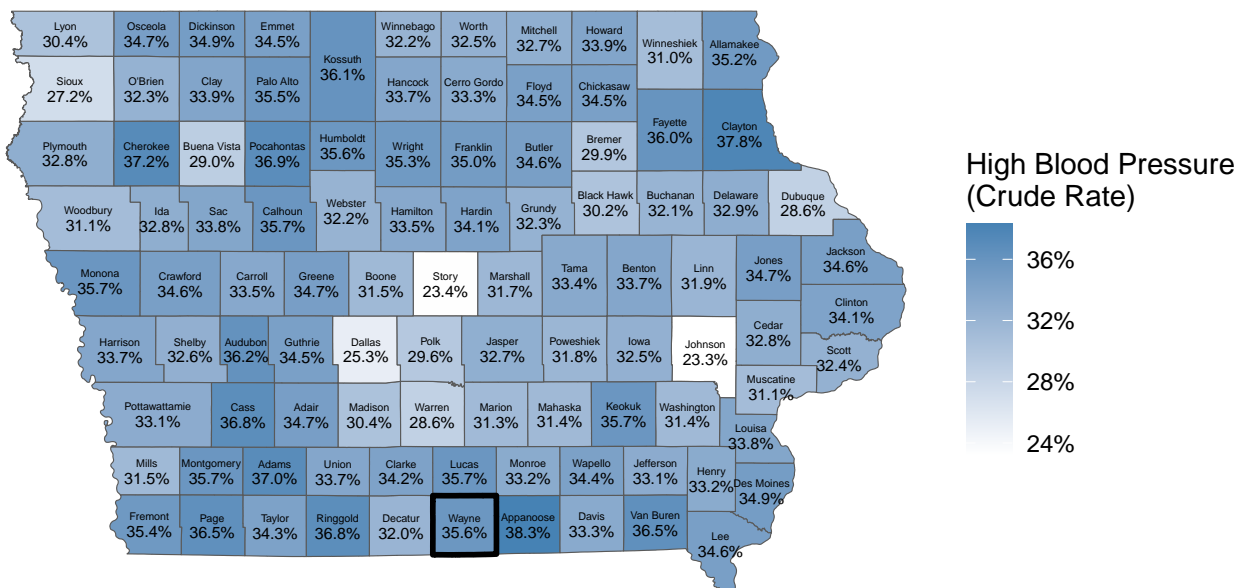 Lyon
30.4%
Osceola
34.7%
Dickinson
34.9%
Emmet
34.5%
Kossuth
36.1%
Winnebago
32.2%
Worth
32.5%
Mitchell
32.7%
Howard
33.9%
Winneshiek
31.0%
Allamakee
35.2%
Sioux
27.2%
O'Brien
32.3%
Clay
33.9%
Palo Alto
35.5%
Hancock
33.7%
Cerro Gordo
33.3%
Floyd
34.5%
Chickasaw
34.5%
Fayette
36.0%
Clayton
37.8%
Plymouth
32.8%
Cherokee
37.2%
Buena Vista
29.0%
Pocahontas
36.9%
Humboldt
35.6%
Wright
35.3%
Franklin
35.0%
Butler
34.6%
Bremer
29.9%
Woodbury
31.1%
Ida
32.8%
Sac
33.8%
Calhoun
35.7%
Webster
32.2%
Hamilton
33.5%
Hardin
34.1%
Grundy
32.3%
Black Hawk
30.2%
Buchanan
32.1%
Delaware
32.9%
Dubuque
28.6%
Monona
35.7%
Crawford
34.6%
Carroll
33.5%
Greene
34.7%
Boone
31.5%
Story
23.4%
Marshall
31.7%
Tama
33.4%
Benton
33.7%
Linn
31.9%
Jones
34.7%
Jackson
34.6%
Clinton
34.1%
Harrison
33.7%
Shelby
32.6%
Audubon
36.2%
Guthrie
34.5%
Dallas
25.3%
Polk
29.6%
Jasper
32.7%
Poweshiek
31.8%
Iowa
32.5%
Johnson
23.3%
Cedar
32.8%
Scott
32.4%
Muscatine
31.1%
Pottawattamie
33.1%
Cass
36.8%
Adair
34.7%
Madison
30.4%
Warren
28.6%
Marion
31.3%
Mahaska
31.4%
Keokuk
35.7%
Washington
31.4%
Louisa
33.8%
Mills
31.5%
Montgomery
35.7%
Adams
37.0%
Union
33.7%
Clarke
34.2%
Lucas
35.7%
Monroe
33.2%
Wapello
34.4%
Jefferson
33.1%
Henry
33.2%
Des Moines
34.9%
Fremont
35.4%
Page
36.5%
Taylor
34.3%
Ringgold
36.8%
Decatur
32.0%
Wayne
35.6%
Appanoose
38.3%
Davis
33.3%
Van Buren
36.5%
Lee
34.6%
High Blood Pressure
(Crude Rate)
36%
32%
28%
24%